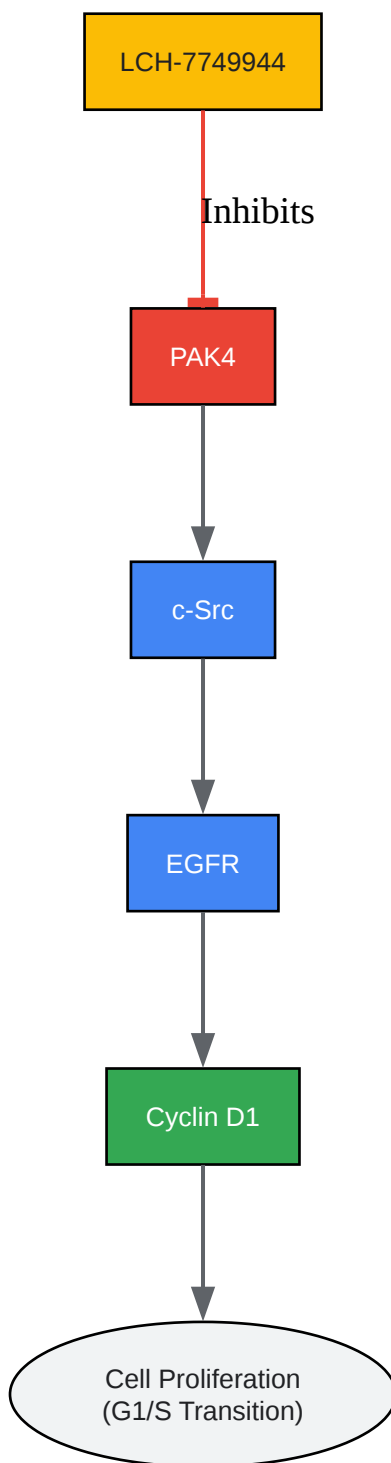 LCH-7749944
Inhibits
PAK4
c-Src
EGFR
Cyclin D1
Cell Proliferation
(G1/S Transition)